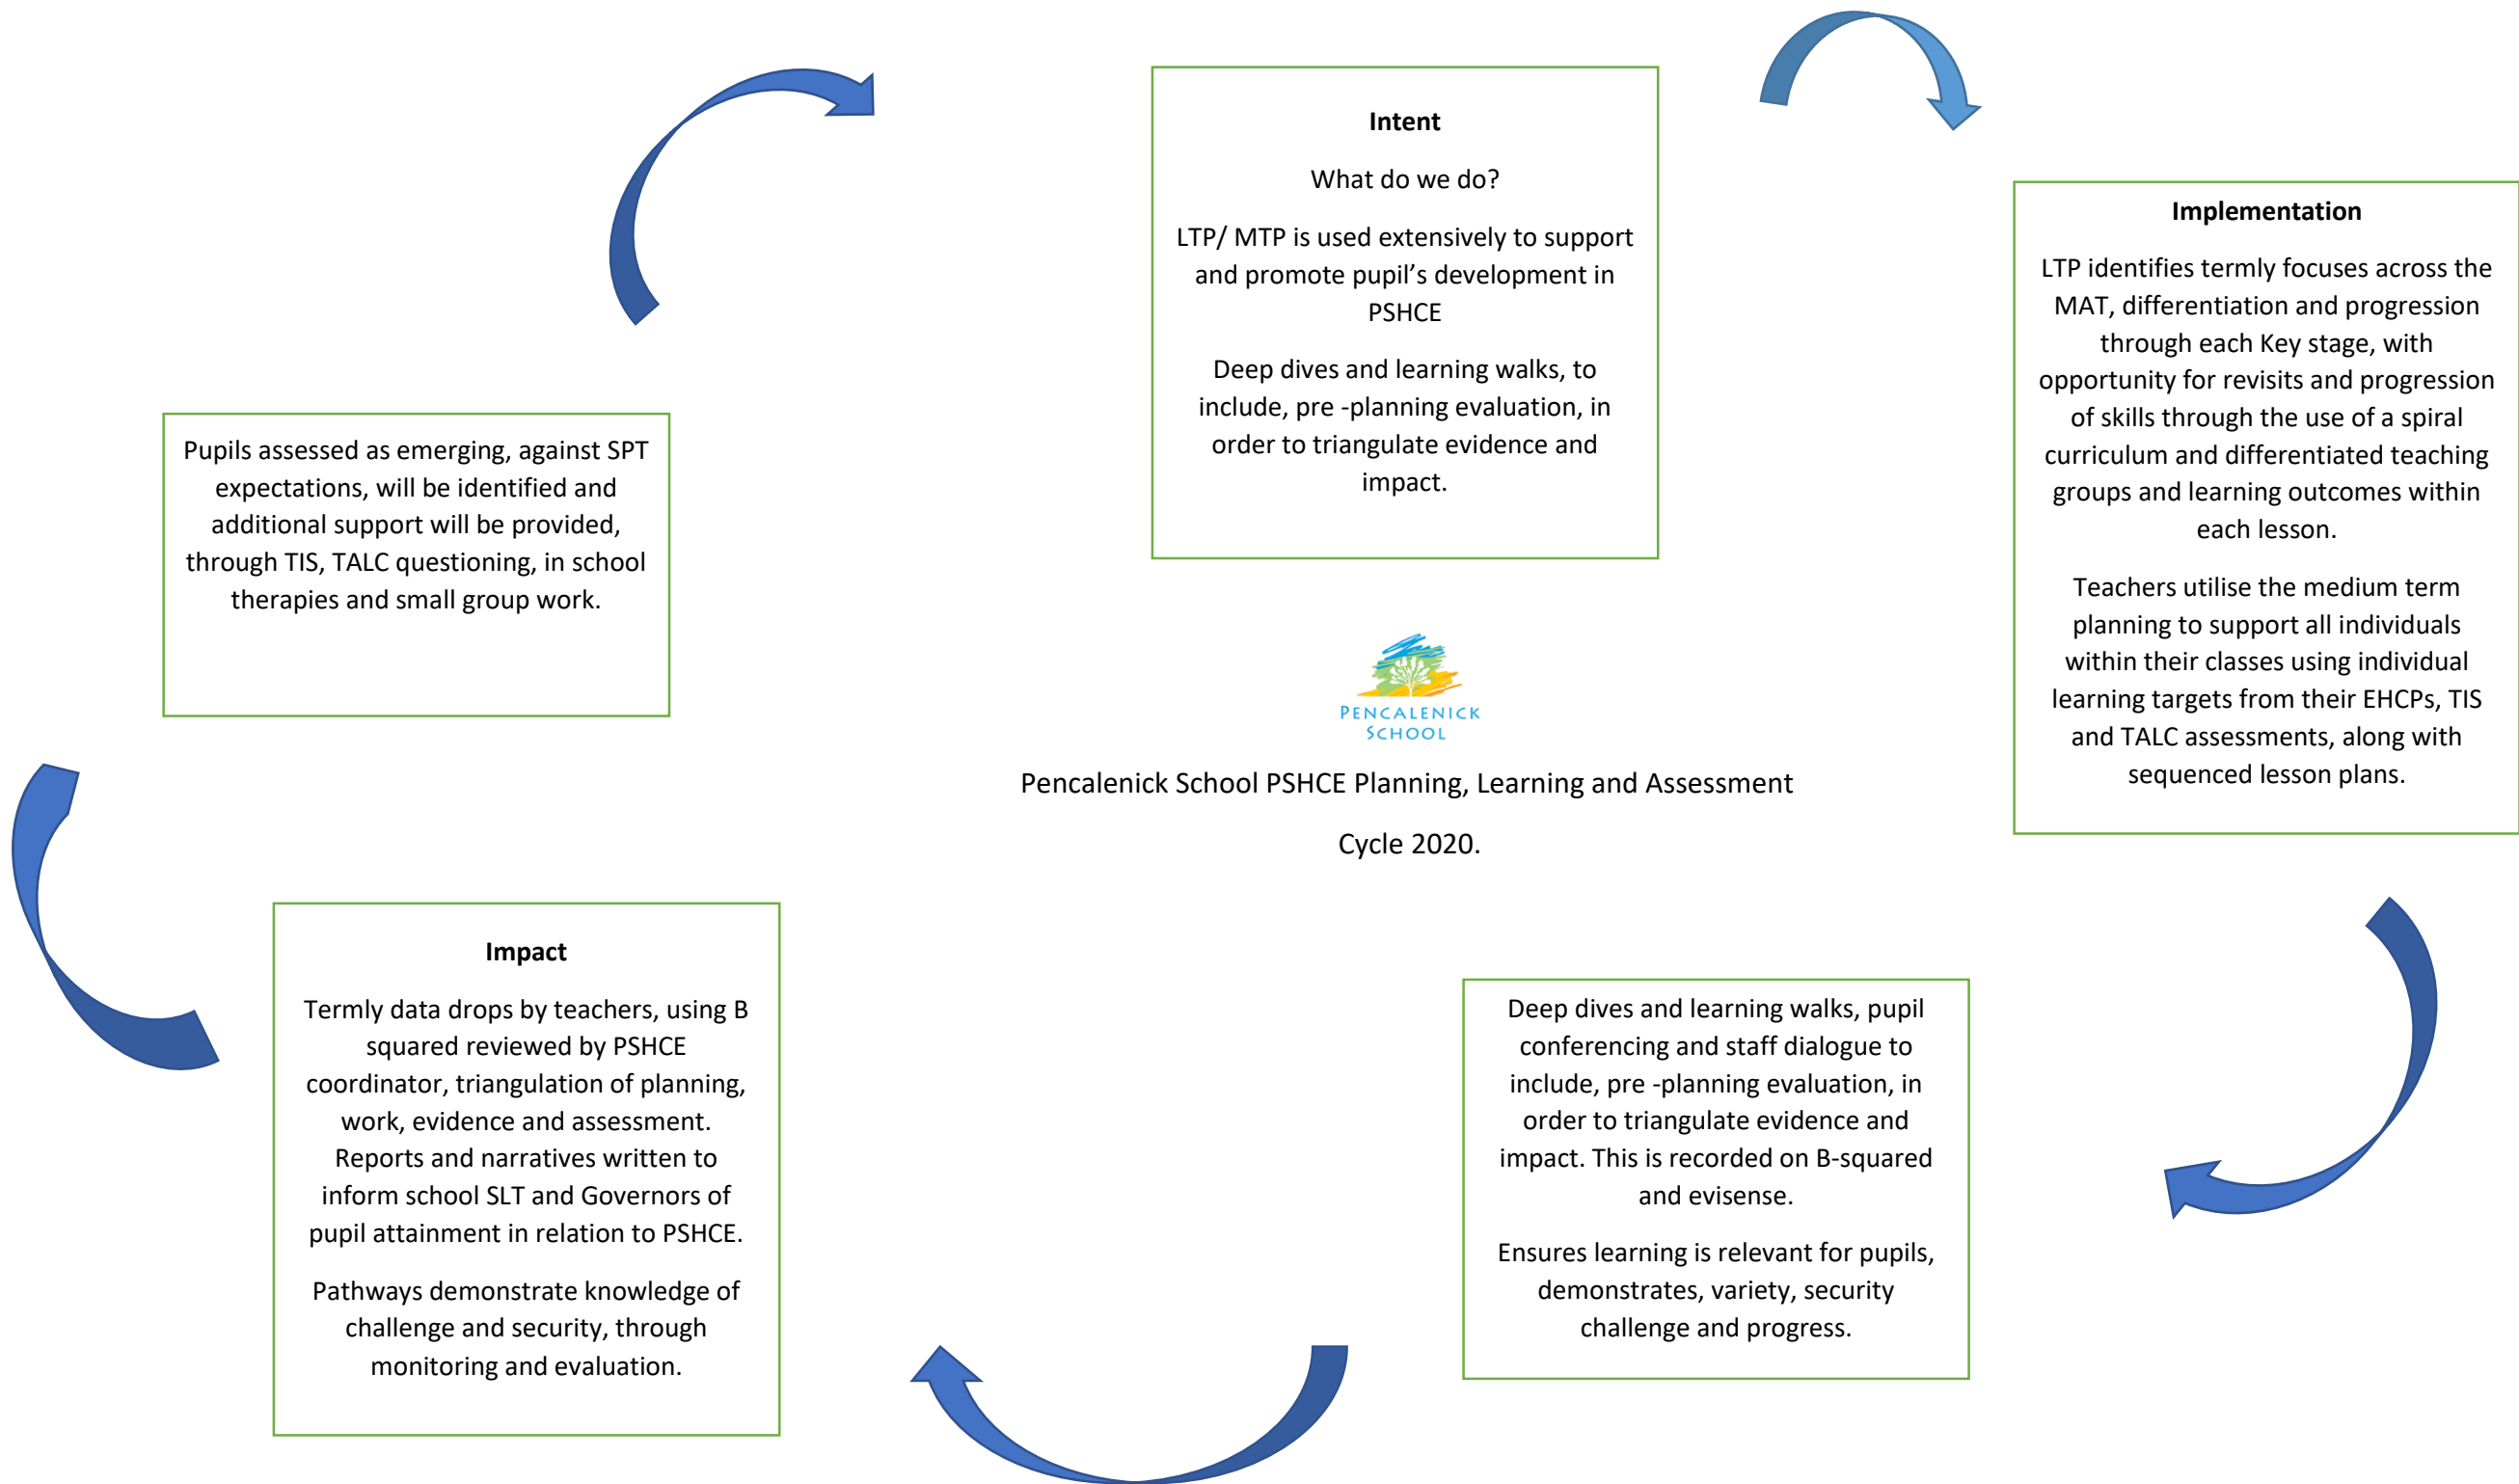 Intent
What do we do?
LTP/ MTP is used extensively to support
and promote pupil’s development in
PSHCE
Deep dives and learning walks, to
include, pre -planning evaluation, in
order to triangulate evidence and
impact.
Implementation
LTP identifies termly focuses across the
MAT, differentiation and progression
through each Key stage, with
opportunity for revisits and progression
of skills through the use of a spiral
curriculum and differentiated teaching
groups and learning outcomes within
each lesson.
Teachers utilise the medium term
planning to support all individuals
within their classes using individual
learning targets from their EHCPs, TIS
and TALC assessments, along with
sequenced lesson plans.
Deep dives and learning walks, pupil
conferencing and staff dialogue to
include, pre -planning evaluation, in
order to triangulate evidence and
impact. This is recorded on B-squared
and evisense.
Ensures learning is relevant for pupils,
demonstrates, variety, security
challenge and progress.
Impact
Termly data drops by teachers, using B
squared reviewed by PSHCE
coordinator, triangulation of planning,
work, evidence and assessment.
Reports and narratives written to
inform school SLT and Governors of
pupil attainment in relation to PSHCE.
Pathways demonstrate knowledge of
challenge and security, through
monitoring and evaluation.
Pupils assessed as emerging, against SPT
expectations, will be identified and
additional support will be provided,
through TIS, TALC questioning, in school
therapies and small group work.
PENCALENICK
SCHOOL
Pencalenick School PSHCE Planning, Learning and Assessment
Cycle 2020.